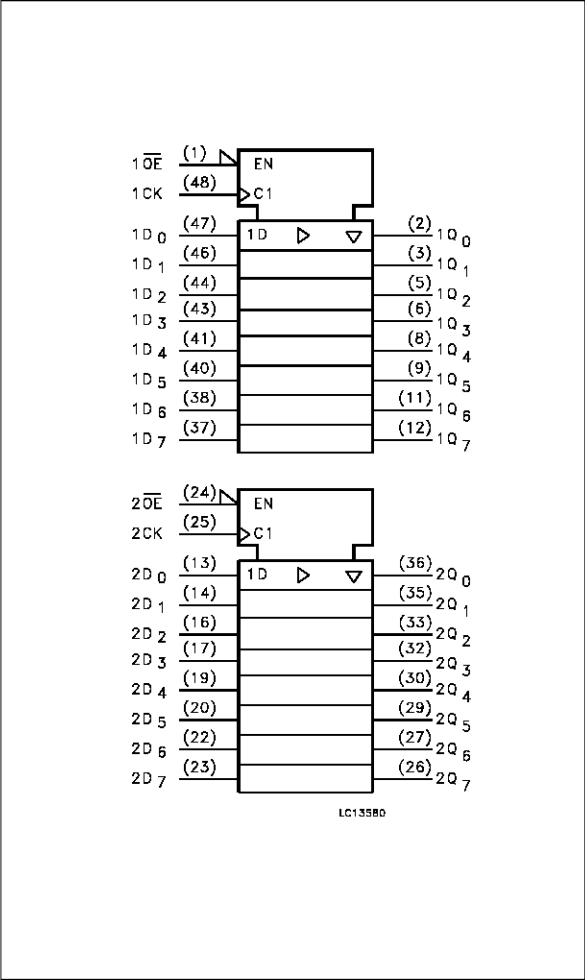 1O̅E̅ (1) EN
1CK (48) C1
1D0 (47) 1D (2) 1Q0
1D1 (46) (3) 1Q1
1D2 (44) (5) 1Q2
1D3 (43) (6) 1Q3
1D4 (41) (8) 1Q4
1D5 (40) (9) 1Q5
1D6 (38) (11) 1Q6
1D7 (37) (12) 1Q7
2O̅E̅ (24) EN
2CK (25) C1
2D0 (13) 1D (36) 2Q0
2D1 (14) (35) 2Q1
2D2 (16) (33) 2Q2
2D3 (17) (32) 2Q3
2D4 (19) (30) 2Q4
2D5 (20) (29) 2Q5
2D6 (22) (27) 2Q6
2D7 (23) (26) 2Q7
LC13580